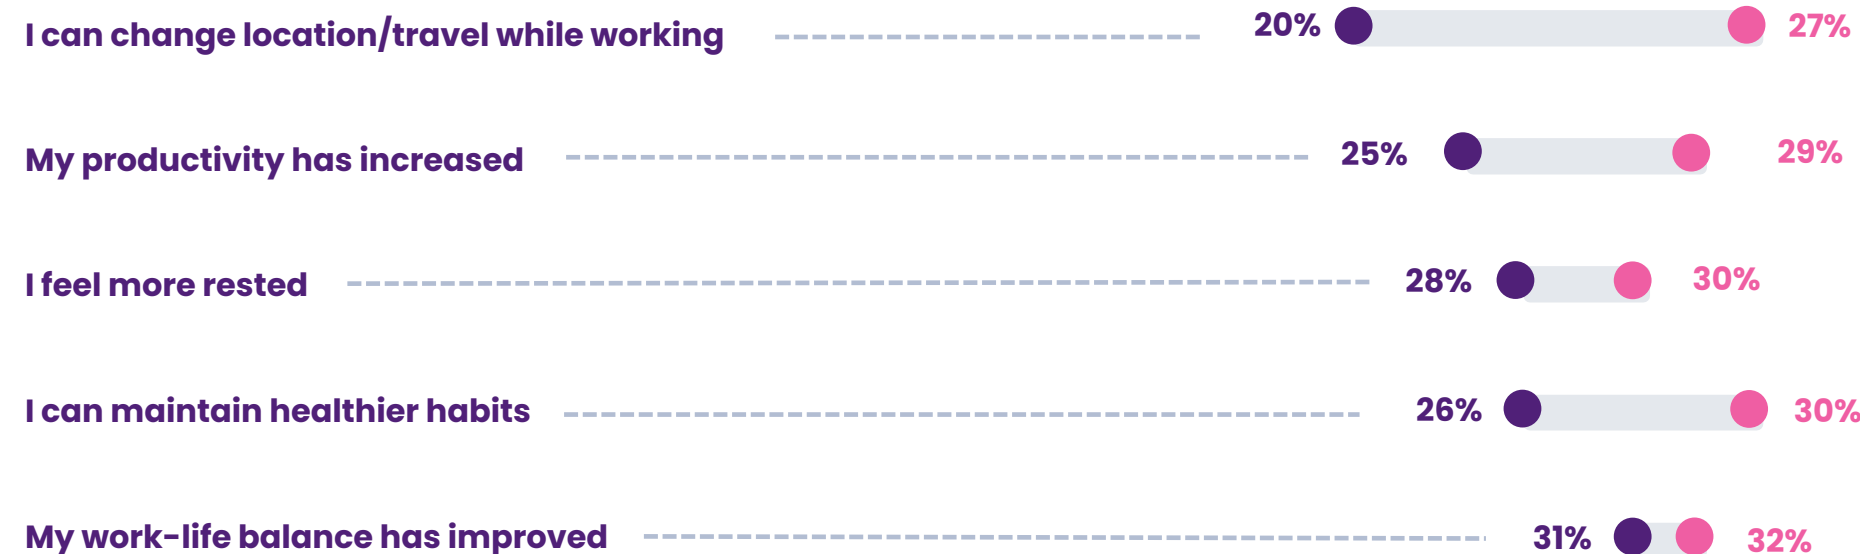 I can change location/travel while working 20% 27%
My productivity has increased 25% 29%
I feel more rested 28% 30%
I can maintain healthier habits 26% 30%
My work-life balance has improved 31% 32%